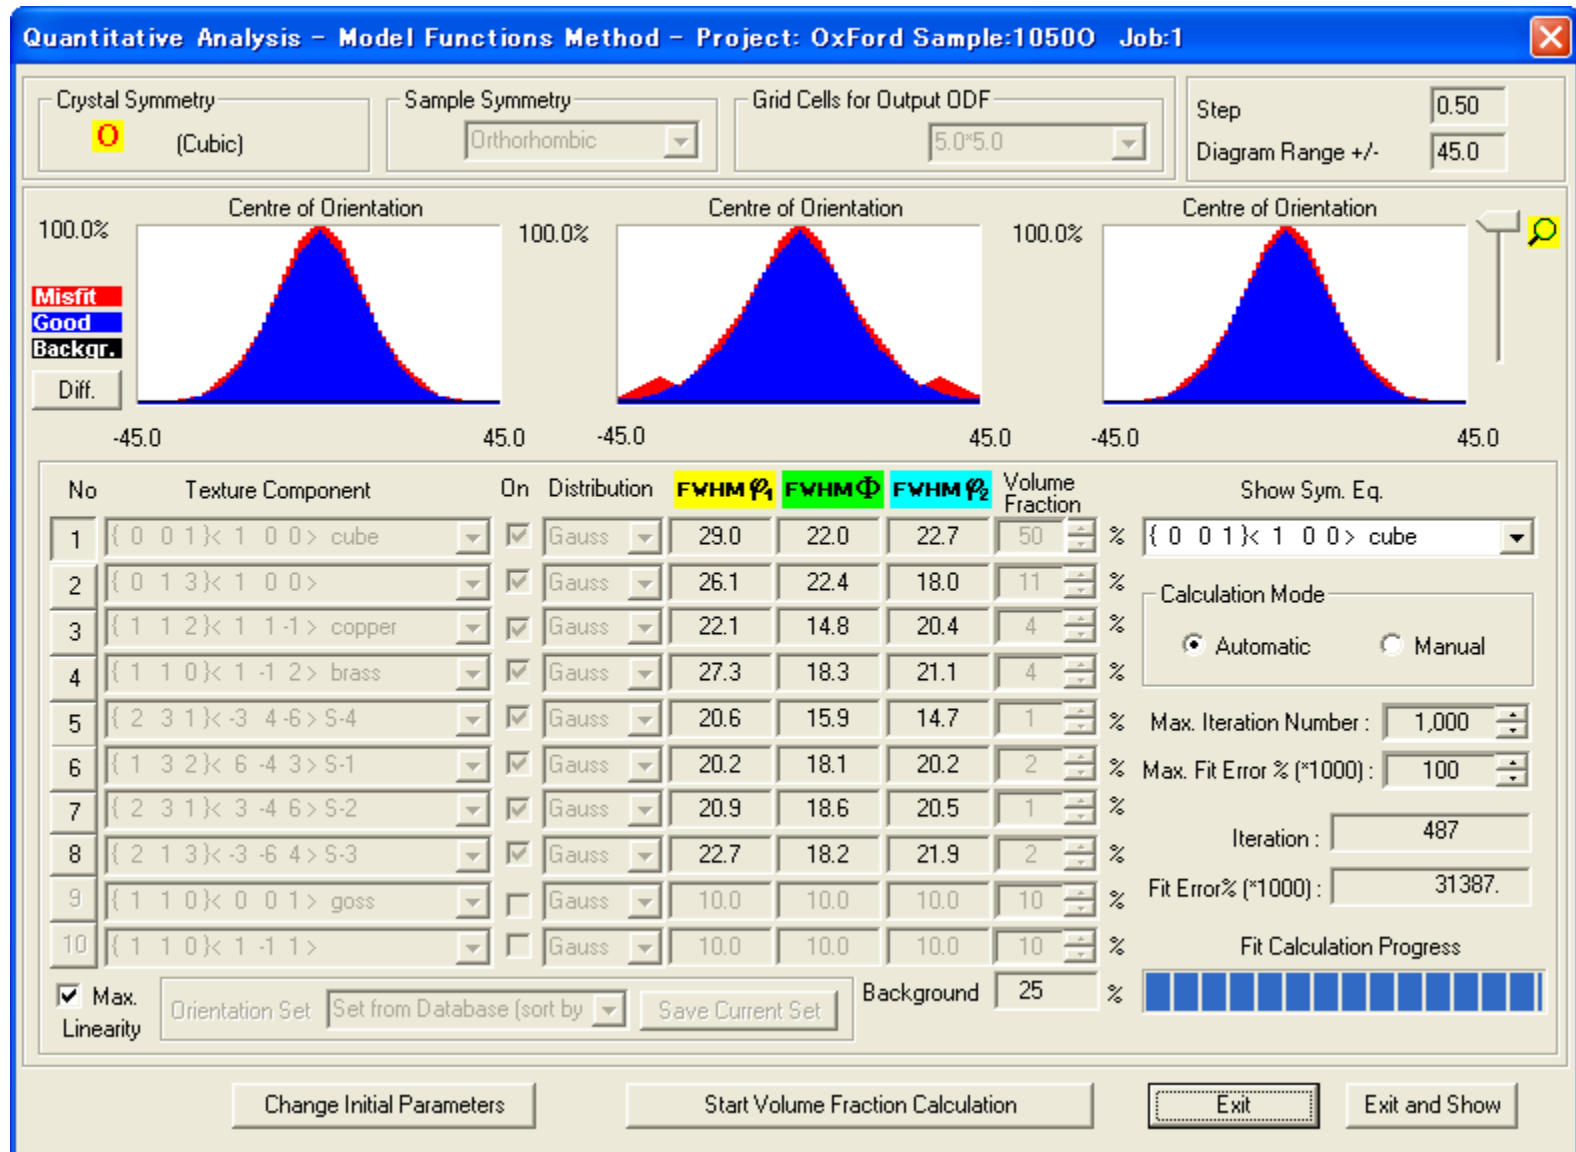 Quantitative Analysis - Model Functions Method - Project: OxFord Sample:1050O Job:1
Crystal Symmetry
O (Cubic)
Sample Symmetry
Orthorhombic
Grid Cells for Output ODF
5.0*5.0
Step 0.50
Diagram Range +/- 45.0
Centre of Orientation Centre of Orientation Centre of Orientation
100.0% 100.0% 100.0%
Misfit
Good
Backgr.
Diff.
-45.0 45.0 -45.0 45.0 -45.0 45.0
No Texture Component On Distribution FWHM φ1 FWHM Φ FWHM φ2 Volume Fraction
1 { 0 0 1}< 1 0 0> cube Gauss 29.0 22.0 22.7 50 %
2 { 0 1 3}< 1 0 0> Gauss 26.1 22.4 18.0 11 %
3 { 1 1 2}< 1 1 -1 > copper Gauss 22.1 14.8 20.4 4 %
4 { 1 1 0}< 1 -1 2> brass Gauss 27.3 18.3 21.1 4 %
5 { 2 3 1}< -3 4 -6 > S-4 Gauss 20.6 15.9 14.7 1 %
6 { 1 3 2}< 6 -4 3 > S-1 Gauss 20.2 18.1 20.2 2 %
7 { 2 3 1}< 3 -4 6 > S-2 Gauss 20.9 18.6 20.5 1 %
8 { 2 1 3}< -3 -6 4 > S-3 Gauss 22.7 18.2 21.9 2 %
9 { 1 1 0}< 0 0 1> goss Gauss 10.0 10.0 10.0 10 %
10 { 1 1 0}< 1 -1 1 > Gauss 10.0 10.0 10.0 10 %
Max. Linearity
Orientation Set Set from Database (sort by Save Current Set
Background 25 %
Show Sym. Eq.
{ 0 0 1}< 1 0 0> cube
Calculation Mode
Automatic Manual
Max. Iteration Number : 1,000
Max. Fit Error % (*1000) : 100
Iteration : 487
Fit Error% (*1000) : 31387.
Fit Calculation Progress
Change Initial Parameters Start Volume Fraction Calculation Exit Exit and Show